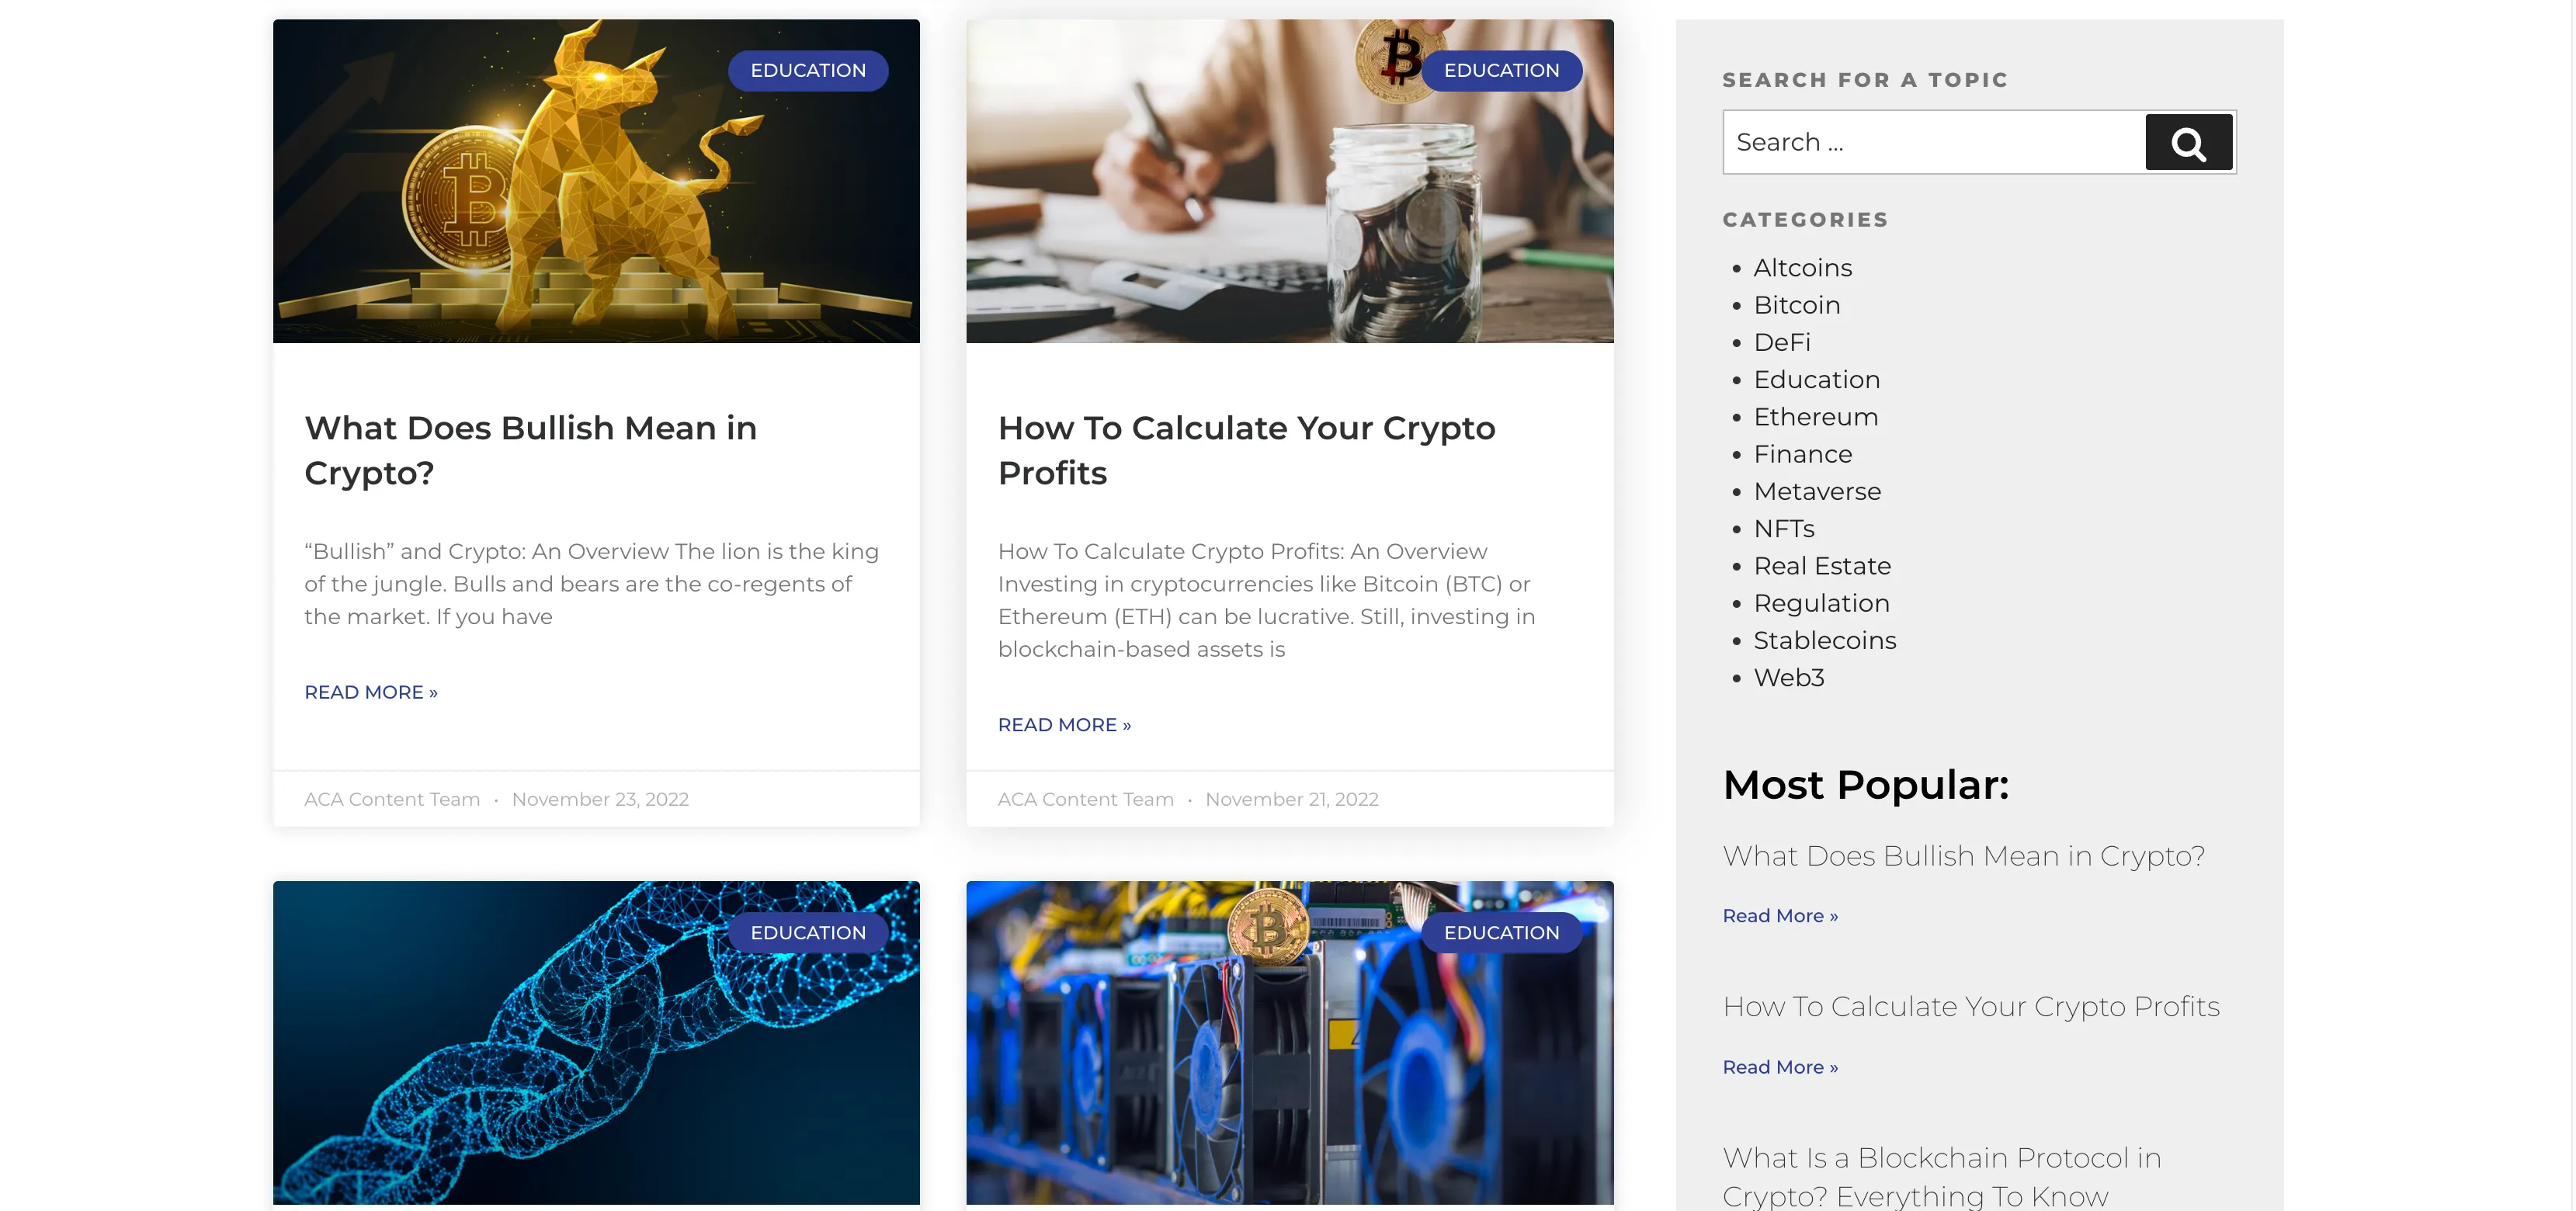 EDUCATION
What Does Bullish Mean in
Crypto?
“Bullish” and Crypto: An Overview The lion is the king
of the jungle. Bulls and bears are the co-regents of
the market. If you have
READ MORE »
ACA Content Team • November 23, 2022
EDUCATION
How To Calculate Your Crypto
Profits
How To Calculate Crypto Profits: An Overview
Investing in cryptocurrencies like Bitcoin (BTC) or
Ethereum (ETH) can be lucrative. Still, investing in
blockchain-based assets is
READ MORE »
ACA Content Team • November 21, 2022
EDUCATION
EDUCATION
SEARCH FOR A TOPIC
Search ...
CATEGORIES
• Altcoins
• Bitcoin
• DeFi
• Education
• Ethereum
• Finance
• Metaverse
• NFTs
• Real Estate
• Regulation
• Stablecoins
• Web3
Most Popular:
What Does Bullish Mean in Crypto?
Read More »
How To Calculate Your Crypto Profits
Read More »
What Is a Blockchain Protocol in
Crypto? Everything To Know